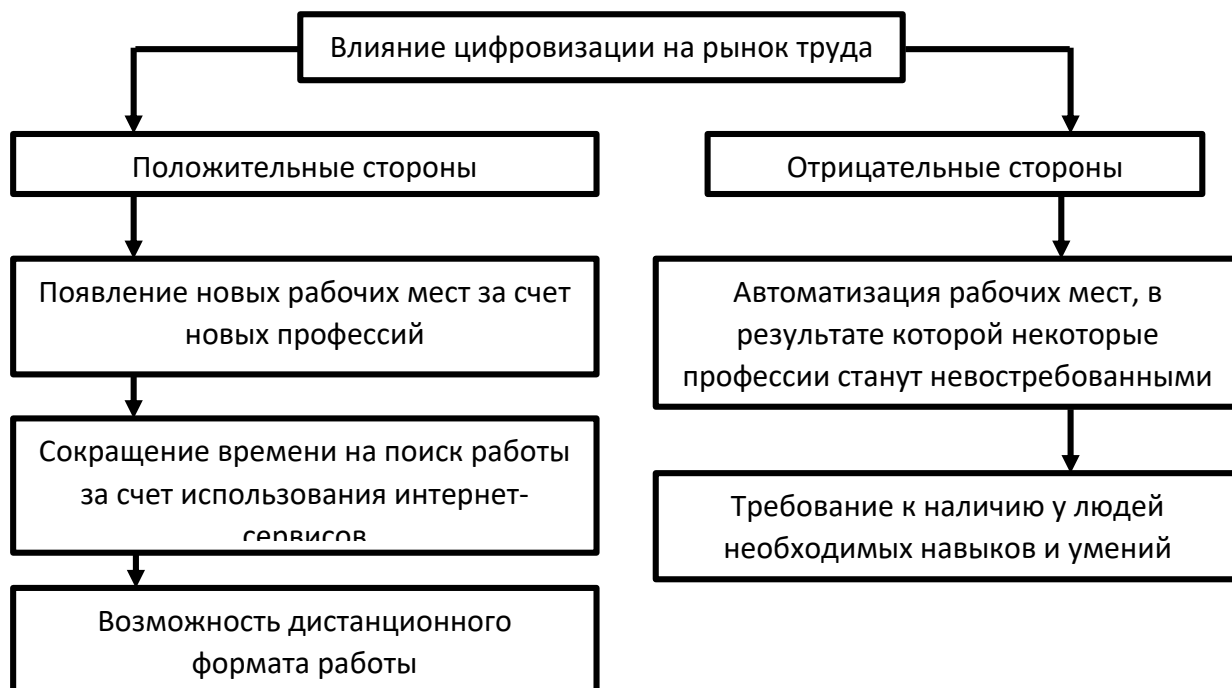 Влияние цифровизации на рынок труда
Положительные стороны
Отрицательные стороны
Появление новых рабочих мест за счет
новых профессий
Сокращение времени на поиск работы
за счет использования интернет-
сервисов
Возможность дистанционного
формата работы
Автоматизация рабочих мест, в
результате которой некоторые
профессии станут невостребованными
Требование к наличию у людей
необходимых навыков и умений